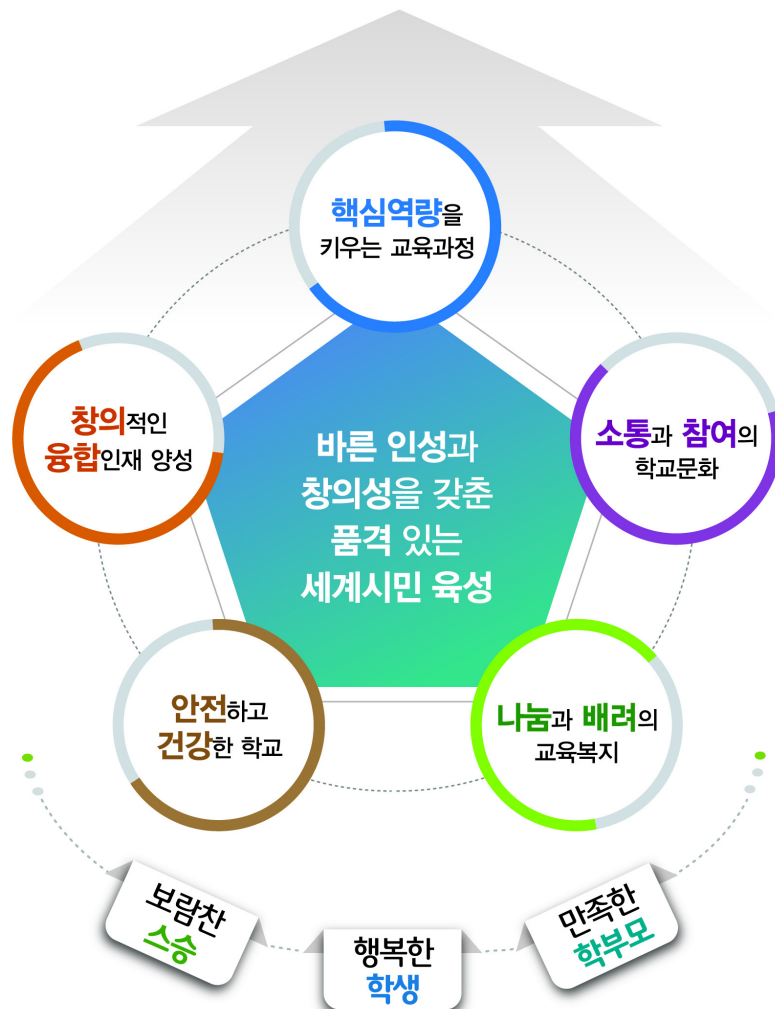 핵심역량을
키우는 교육과정
창의적인
융합인재 양성
소통과 참여의
학교문화
바른 인성과
창의성을 갖춘
품격 있는
세계시민 육성
안전하고
건강한 학교
나눔과 배려의
교육복지
보람찬
스승
행복한
학생
만족한
학부모